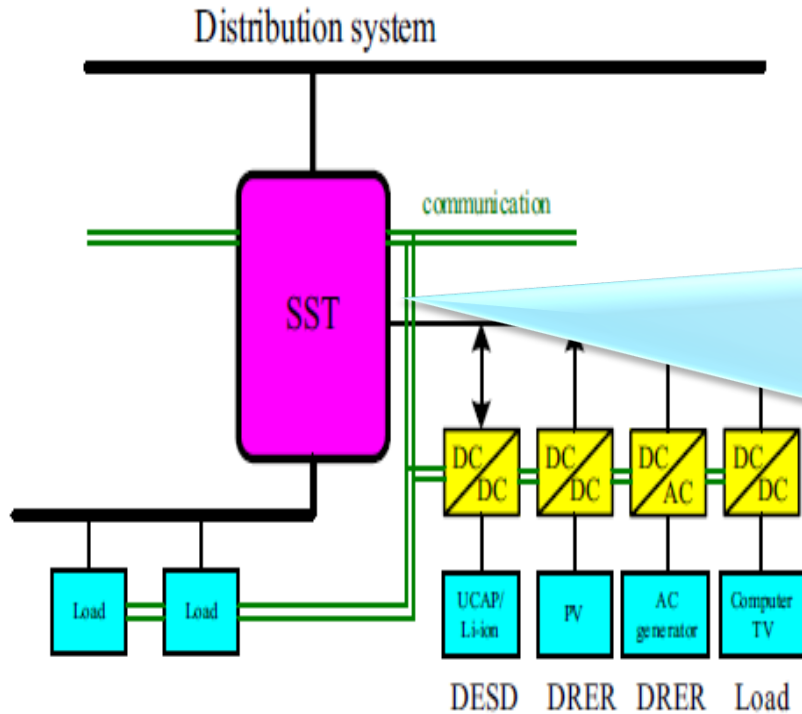 Distribution system
communication
SST
DC
DC
DC
DC
DC
AC
DC
DC
Load
Load
UCAP/
Li-ion
PV
AC
generator
Computer
TV
DESD
DRER
DRER
Load